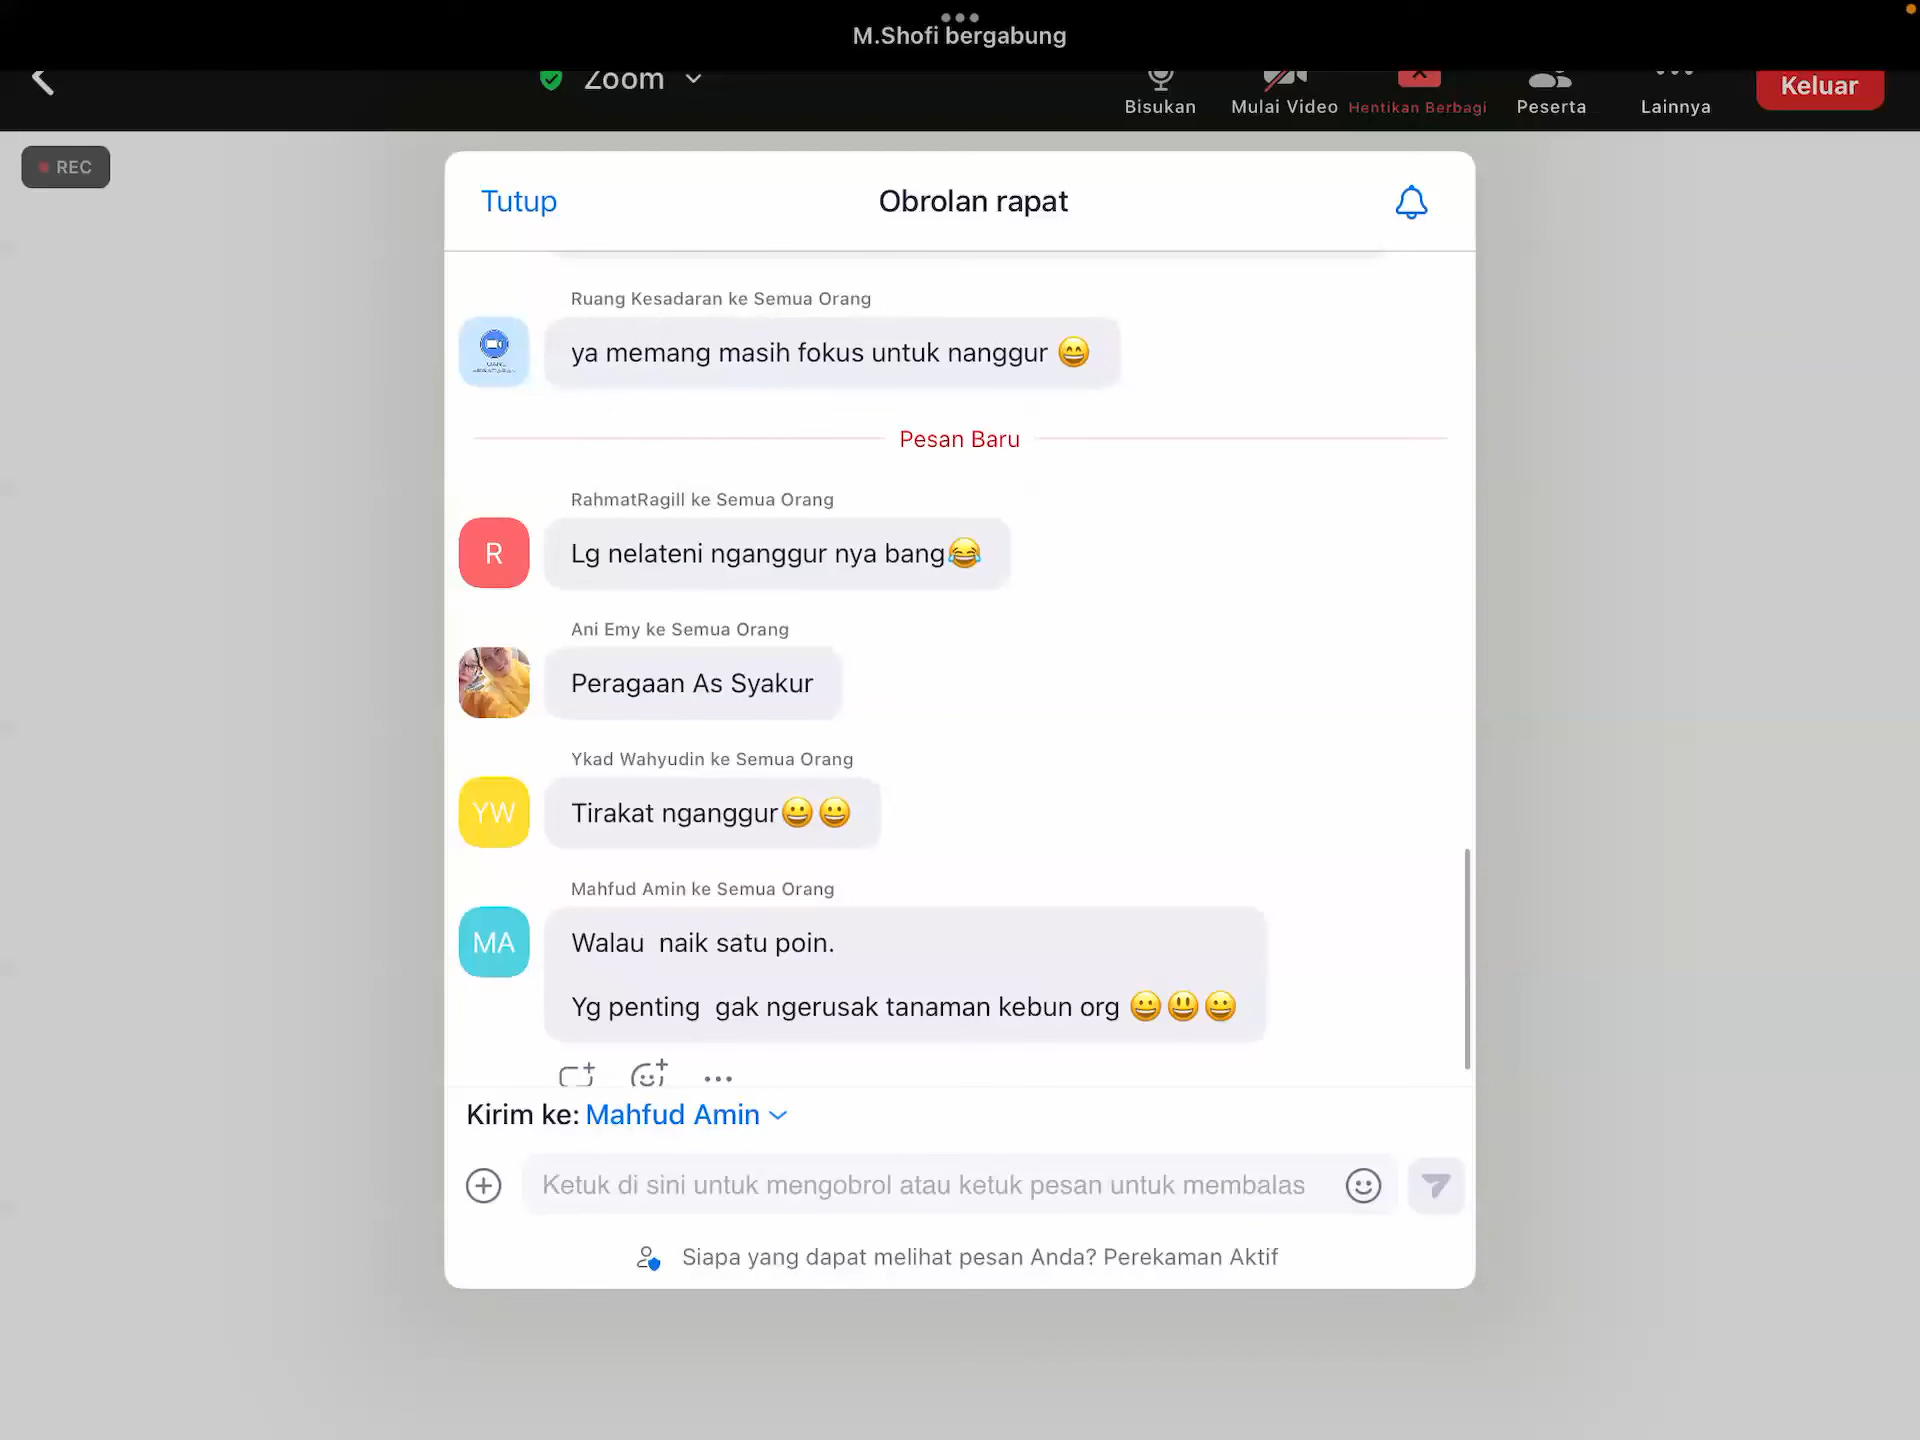 M.Shofi bergabung
Zoom
Bisukan
Mulai Video
Hentikan Berbagi
Peserta
Lainnya
Keluar
REC
Tutup
Obrolan rapat
Ruang Kesadaran ke Semua Orang
ya memang masih fokus untuk nanggur 😄
Pesan Baru
RahmatRagill ke Semua Orang
R
Lg nelateni nganggur nya bang😂
Ani Emy ke Semua Orang
Peragaan As Syakur
Ykad Wahyudin ke Semua Orang
YW
Tirakat nganggur😀😀
Mahfud Amin ke Semua Orang
MA
Walau  naik satu poin.
Yg penting  gak ngerusak tanaman kebun org 😀😃😀
Kirim ke: Mahfud Amin
Ketuk di sini untuk mengobrol atau ketuk pesan untuk membalas
Siapa yang dapat melihat pesan Anda? Perekaman Aktif